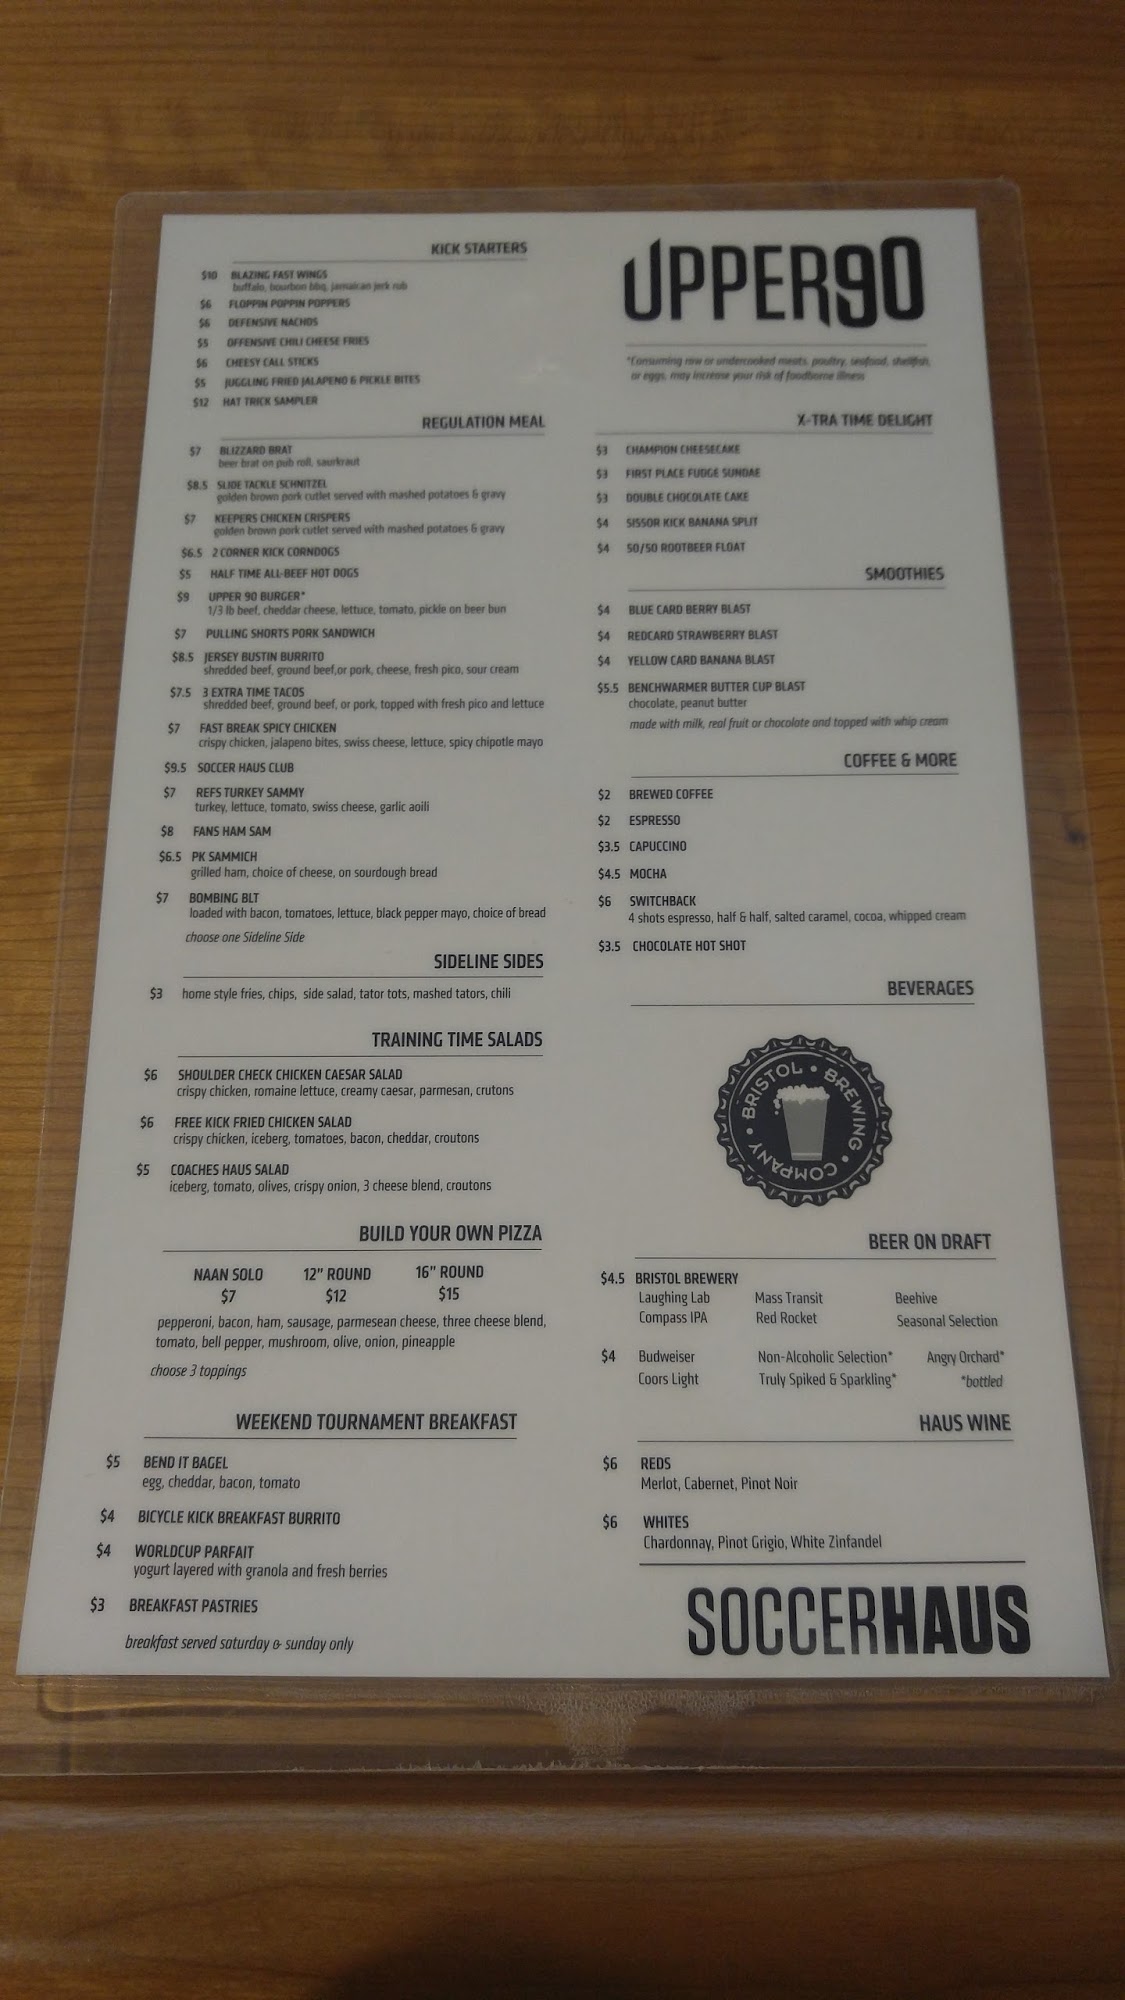 KICK STARTERS
$10 BLAZING FAST WINGS
buffalo, bourbon bbq, jamaican jerk rub
$6 FLOPPIN POPPIN POPPERS
$6 DEFENSIVE NACHOS
$5 OFFENSIVE CHILI CHEESE FRIES
$6 CHEESY CALL STICKS
$5 JUGGLING FRIED JALAPENO & PICKLE BITES
$12 HAT TRICK SAMPLER
REGULATION MEAL
$7 BLIZZARD BRAT
beer brat on pub roll, saurkraut
$8.5 SLIDE TACKLE SCHNITZEL
golden brown pork cutlet served with mashed potatoes & gravy
$7 KEEPERS CHICKEN CRISPERS
golden brown pork cutlet served with mashed potatoes & gravy
$6.5 2 CORNER KICK CORNDOGS
$5 HALF TIME ALL-BEEF HOT DOGS
$9 UPPER 90 BURGER*
1/3 lb beef, cheddar cheese, lettuce, tomato, pickle on beer bun
$7 PULLING SHORTS PORK SANDWICH
$8.5 JERSEY BUSTIN BURRITO
shredded beef, ground beef,or pork, cheese, fresh pico, sour cream
$7.5 3 EXTRA TIME TACOS
shredded beef, ground beef, or pork, topped with fresh pico and lettuce
$7 FAST BREAK SPICY CHICKEN
crispy chicken, jalapeno bites, swiss cheese, lettuce, spicy chipotle mayo
$9.5 SOCCER HAUS CLUB
$7 REFS TURKEY SAMMY
turkey, lettuce, tomato, swiss cheese, garlic aoili
$8 FANS HAM SAM
$6.5 PK SAMMICH
grilled ham, choice of cheese, on sourdough bread
$7 BOMBING BLT
loaded with bacon, tomatoes, lettuce, black pepper mayo, choice of bread
choose one Sideline Side
SIDELINE SIDES
$3 home style fries, chips, side salad, tator tots, mashed tators, chili
TRAINING TIME SALADS
$6 SHOULDER CHECK CHICKEN CAESAR SALAD
crispy chicken, romaine lettuce, creamy caesar, parmesan, crutons
$6 FREE KICK FRIED CHICKEN SALAD
crispy chicken, iceberg, tomatoes, bacon, cheddar, croutons
$5 COACHES HAUS SALAD
iceberg, tomato, olives, crispy onion, 3 cheese blend, croutons
BUILD YOUR OWN PIZZA
NAAN SOLO 12" ROUND 16" ROUND
$7 $12 $15
pepperoni, bacon, ham, sausage, parmesean cheese, three cheese blend,
tomato, bell pepper, mushroom, olive, onion, pineapple
choose 3 toppings
WEEKEND TOURNAMENT BREAKFAST
$5 BEND IT BAGEL
egg, cheddar, bacon, tomato
$4 BICYCLE KICK BREAKFAST BURRITO
$4 WORLDCUP PARFAIT
yogurt layered with granola and fresh berries
$3 BREAKFAST PASTRIES
breakfast served saturday & sunday only
UPPER90
*Consuming raw or undercooked meats, poultry, seafood, shellfish,
or eggs, may increase your risk of foodborne illness
X-TRA TIME DELIGHT
$3 CHAMPION CHEESECAKE
$3 FIRST PLACE FUDGE SUNDAE
$3 DOUBLE CHOCOLATE CAKE
$4 SISSOR KICK BANANA SPLIT
$4 50/50 ROOTBEER FLOAT
SMOOTHIES
$4 BLUE CARD BERRY BLAST
$4 REDCARD STRAWBERRY BLAST
$4 YELLOW CARD BANANA BLAST
$5.5 BENCHWARMER BUTTER CUP BLAST
chocolate, peanut butter
made with milk, real fruit or chocolate and topped with whip cream
COFFEE & MORE
$2 BREWED COFFEE
$2 ESPRESSO
$3.5 CAPUCCINO
$4.5 MOCHA
$6 SWITCHBACK
4 shots espresso, half & half, salted caramel, cocoa, whipped cream
$3.5 CHOCOLATE HOT SHOT
BEVERAGES
BRISTOL • BREWING • COMPANY •
BEER ON DRAFT
$4.5 BRISTOL BREWERY
Laughing Lab Mass Transit Beehive
Compass IPA Red Rocket Seasonal Selection
$4 Budweiser Non-Alcoholic Selection* Angry Orchard*
Coors Light Truly Spiked & Sparkling* *bottled
HAUS WINE
$6 REDS
Merlot, Cabernet, Pinot Noir
$6 WHITES
Chardonnay, Pinot Grigio, White Zinfandel
SOCCERHAUS